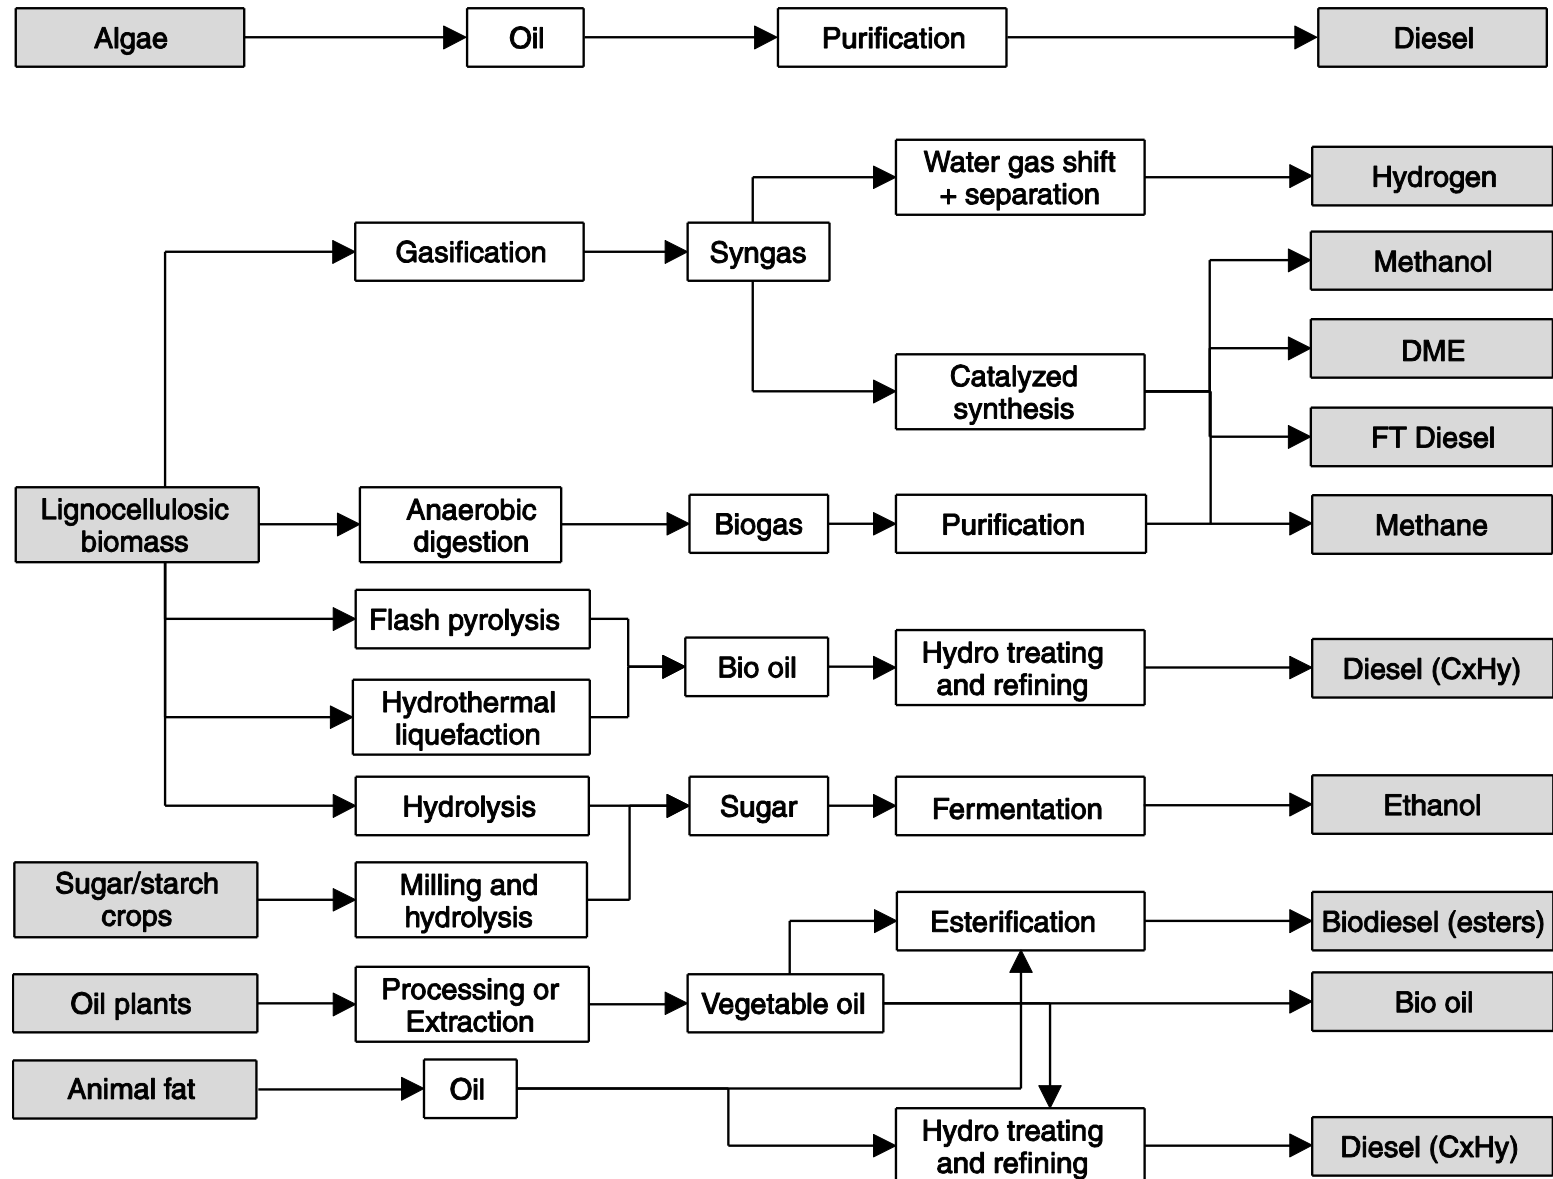 Algae
Oil
Purification
Diesel
Water gas shift
+ separation
Hydrogen
Gasification
Syngas
Methanol
DME
Catalyzed
synthesis
FT Diesel
Lignocellulosic
biomass
Anaerobic
digestion
Biogas
Purification
Methane
Flash pyrolysis
Bio oil
Hydro treating
and refining
Diesel (CxHy)
Hydrothermal
liquefaction
Hydrolysis
Sugar
Fermentation
Ethanol
Sugar/starch
crops
Milling and
hydrolysis
Esterification
Biodiesel (esters)
Oil plants
Processing or
Extraction
Vegetable oil
Bio oil
Animal fat
Oil
Hydro treating
and refining
Diesel (CxHy)